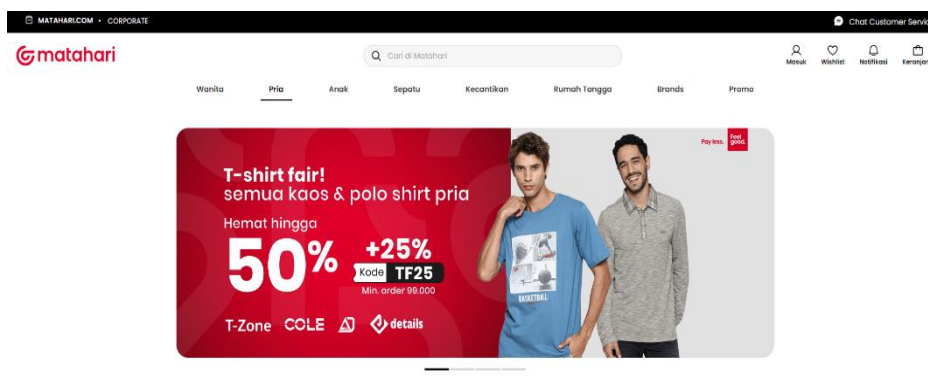 MATAHARI.COM • CORPORATE
Chat Customer Servic
matahari
Cari di Matahari
Masuk Wishlist Notifikasi Keranjan
Wanita Pria Anak Sepatu Kecantikan Rumah Tangga Brands Promo
Pay less. Feel good.
T-shirt fair!
semua kaos & polo shirt pria
Hemat hingga
50% +25%
Kode TF25
Min. order 99.000
BASKETBALL
T-Zone COLE details